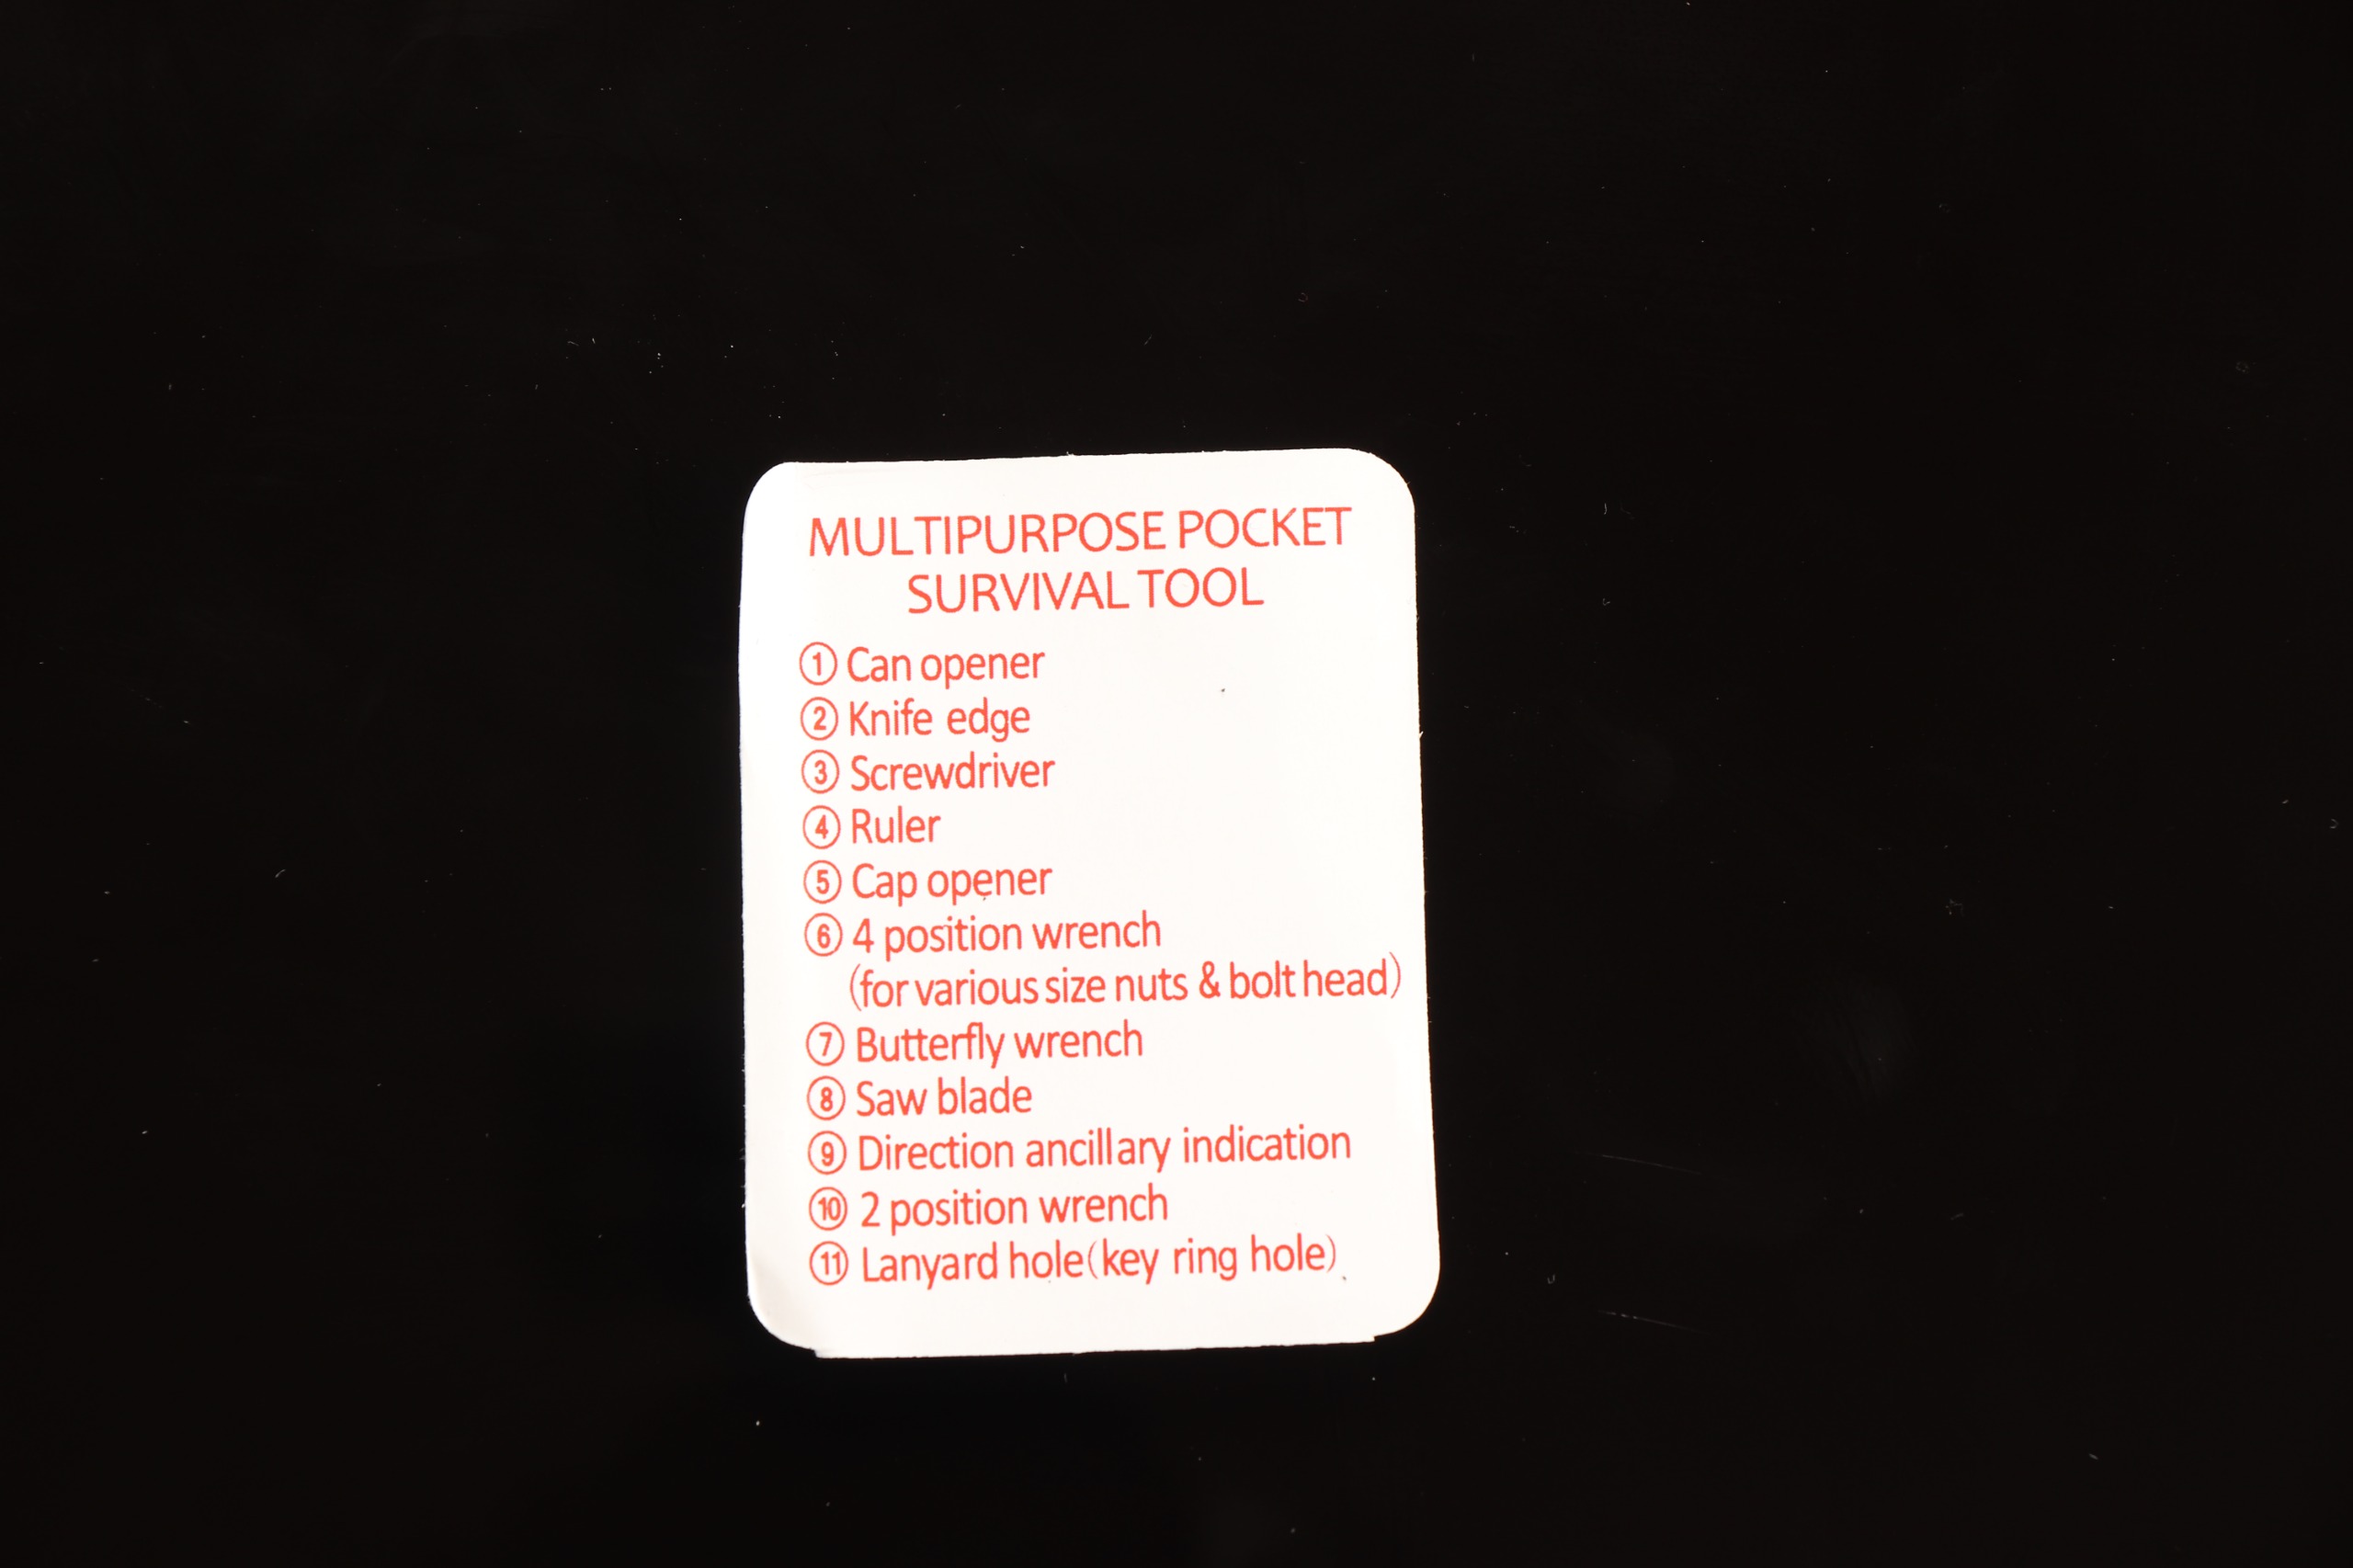 MULTIPURPOSE POCKET
SURVIVAL TOOL
① Can opener
② Knife edge
③ Screwdriver
④ Ruler
⑤ Cap opener
⑥ 4 position wrench
(for various size nuts & bolt head)
⑦ Butterfly wrench
⑧ Saw blade
⑨ Direction ancillary indication
⑩ 2 position wrench
⑪ Lanyard hole(key ring hole)